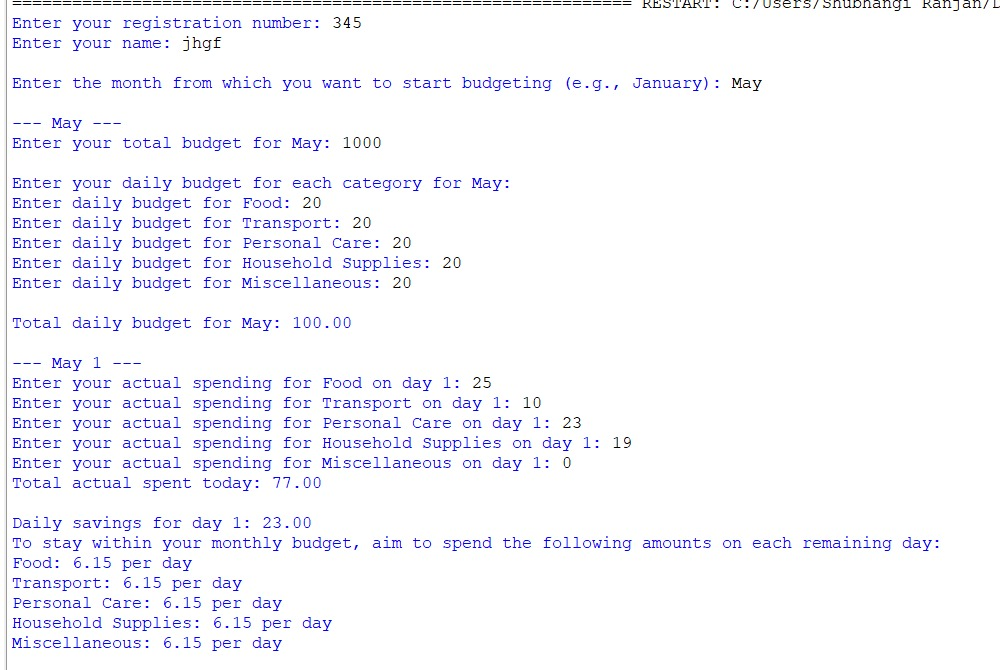 ================================================================ RESTART: C:/Users/Shubhangi Ranjan/
Enter your registration number: 345
Enter your name: jhgf
Enter the month from which you want to start budgeting (e.g., January): May
--- May ---
Enter your total budget for May: 1000
Enter your daily budget for each category for May:
Enter daily budget for Food: 20
Enter daily budget for Transport: 20
Enter daily budget for Personal Care: 20
Enter daily budget for Household Supplies: 20
Enter daily budget for Miscellaneous: 20
Total daily budget for May: 100.00
--- May 1 ---
Enter your actual spending for Food on day 1: 25
Enter your actual spending for Transport on day 1: 10
Enter your actual spending for Personal Care on day 1: 23
Enter your actual spending for Household Supplies on day 1: 19
Enter your actual spending for Miscellaneous on day 1: 0
Total actual spent today: 77.00
Daily savings for day 1: 23.00
To stay within your monthly budget, aim to spend the following amounts on each remaining day:
Food: 6.15 per day
Transport: 6.15 per day
Personal Care: 6.15 per day
Household Supplies: 6.15 per day
Miscellaneous: 6.15 per day